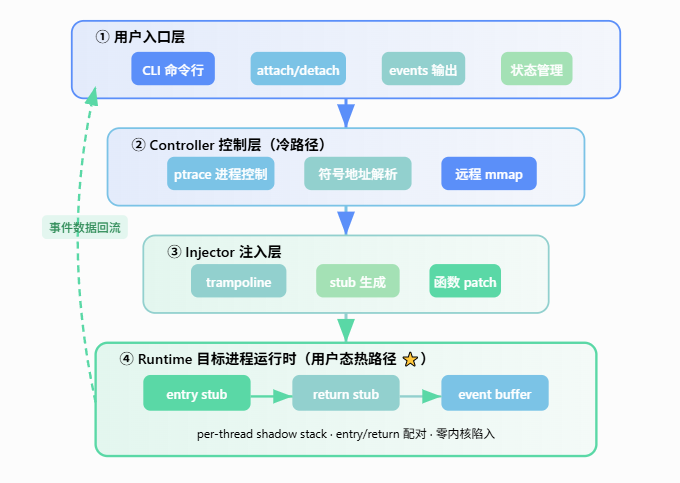 ① 用户入口层
CLI 命令行
attach/detach
events 输出
状态管理
② Controller 控制层（冷路径）
ptrace 进程控制
符号地址解析
远程 mmap
事件数据回流
③ Injector 注入层
trampoline
stub 生成
函数 patch
④ Runtime 目标进程运行时（用户态热路径 ⭐）
entry stub
return stub
event buffer
per-thread shadow stack · entry/return 配对 · 零内核陷入